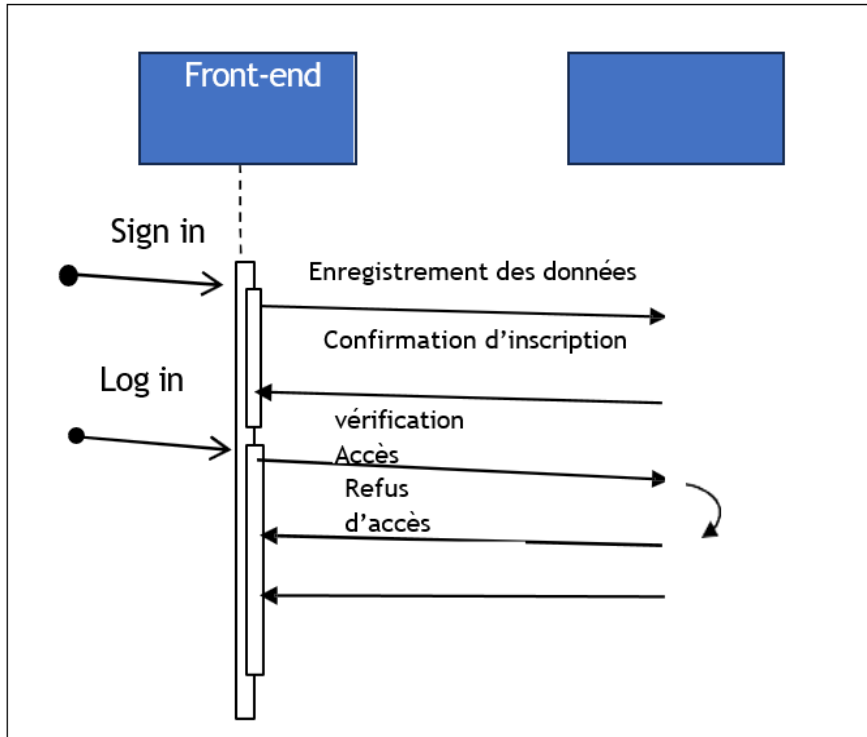 Front-end
Sign in
Enregistrement des données
Confirmation d’inscription
Log in
vérification
Accès
Refus
d’accès